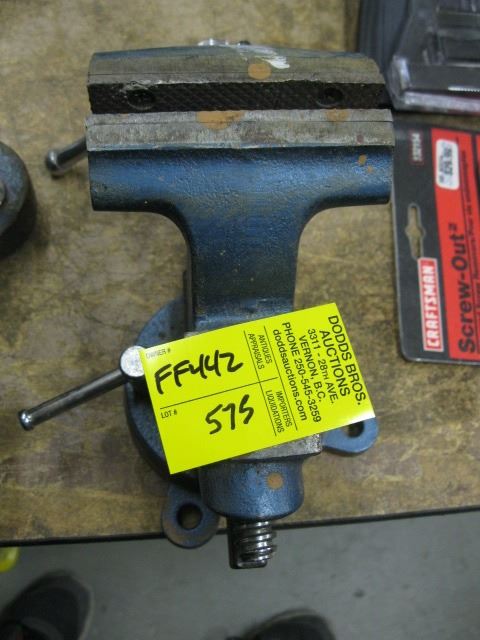 OWNER #
FF442
LOT #
575
ANTIQUES
APPRAISALS
IMPORTERS
LIQUIDATIONS
DODDS BROS.
AUCTIONS
3311 - 28TH AVE.
VERNON, B.C.
PHONE 250-545-3259
doddsauctions.com
CRAFTSMAN
Screw-Out²